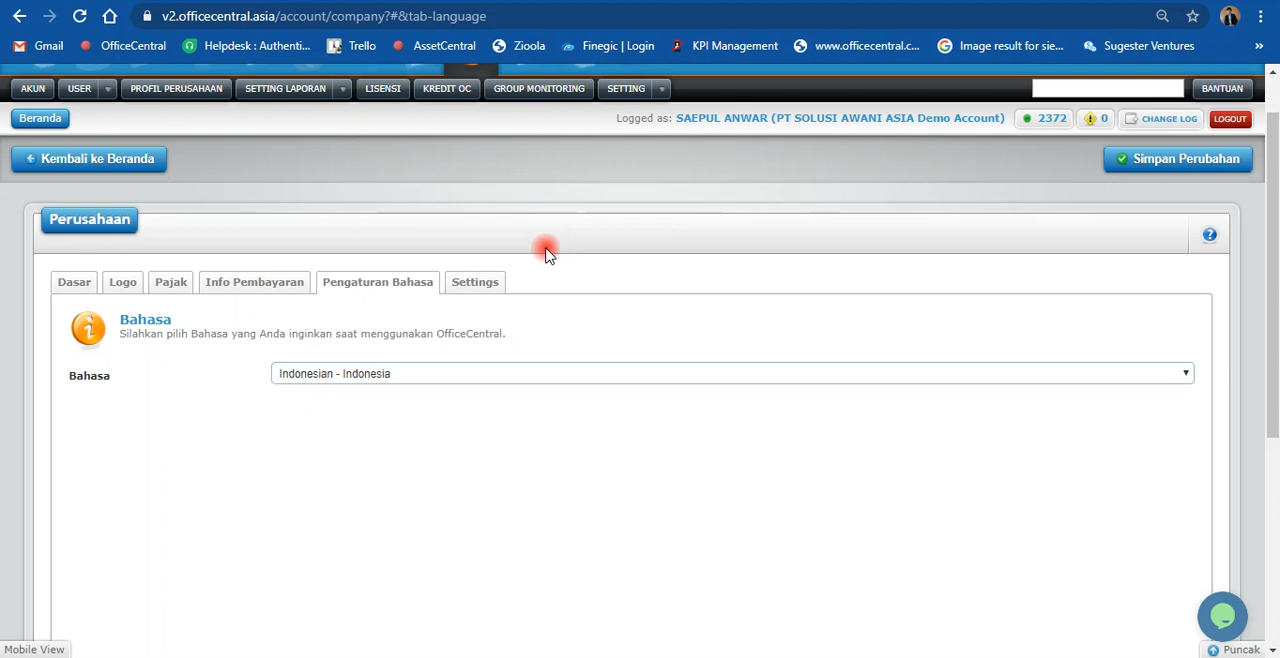 v2.officecentral.asia/account/company?#&tab-language
Gmail OfficeCentral Helpdesk : Authenti... Trello AssetCentral Zioola Finegic | Login KPI Management www.officecentral.c... Image result for sie... Sugester Ventures »
AKUN USER PROFIL PERUSAHAAN SETTING LAPORAN LISENSI KREDIT OC GROUP MONITORING SETTING BANTUAN
Beranda Logged as: SAEPUL ANWAR (PT SOLUSI AWANI ASIA Demo Account) 2372 0 CHANGE LOG LOGOUT
Kembali ke Beranda Simpan Perubahan
Perusahaan
Dasar Logo Pajak Info Pembayaran Pengaturan Bahasa Settings
Bahasa
Silahkan pilih Bahasa yang Anda inginkan saat menggunakan OfficeCentral.
Bahasa Indonesian - Indonesia
Mobile View Puncak